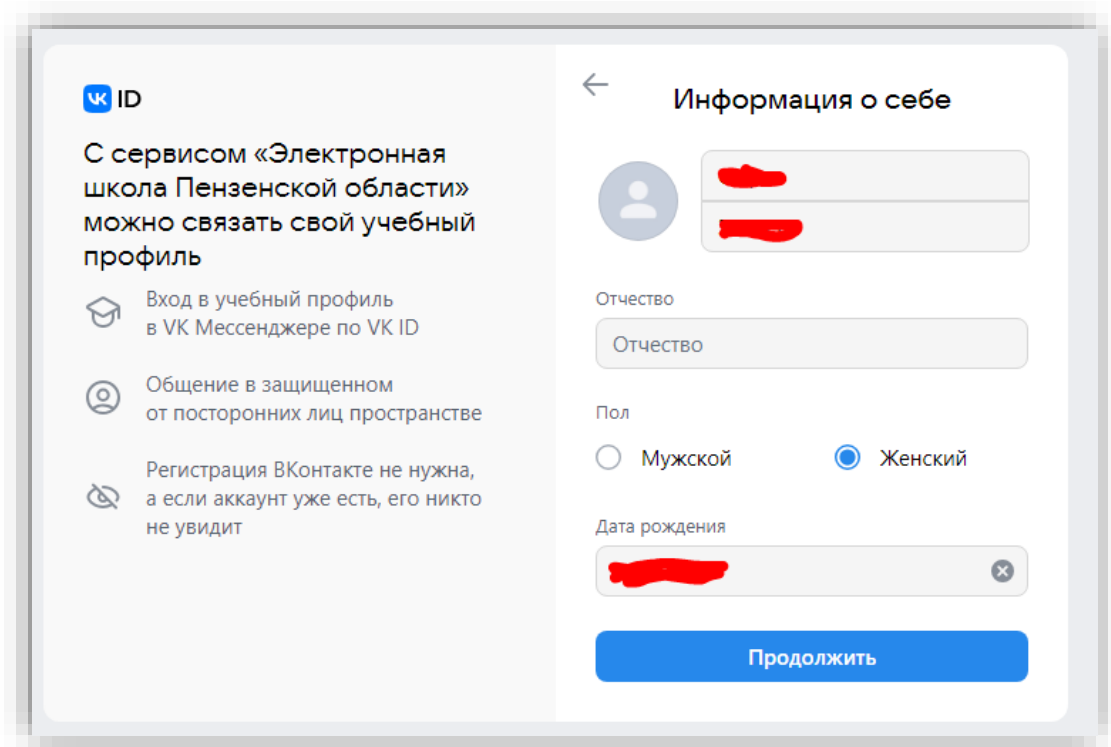 VK ID
С сервисом «Электронная
школа Пензенской области»
можно связать свой учебный
профиль
Вход в учебный профиль
в VK Мессенджере по VK ID
Общение в защищенном
от посторонних лиц пространстве
Регистрация ВКонтакте не нужна,
а если аккаунт уже есть, его никто
не увидит
Информация о себе
Отчество
Отчество
Пол
Мужской Женский
Дата рождения
Продолжить